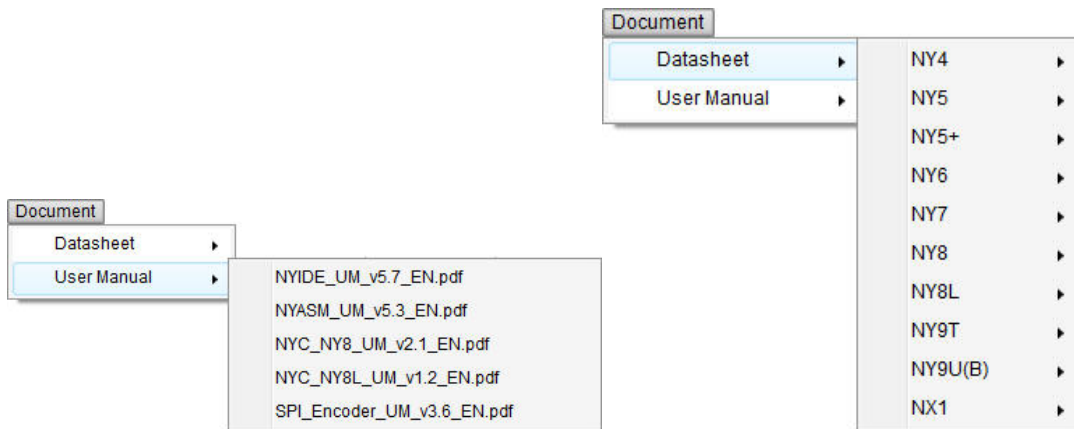 Document
Datasheet
User Manual
NYIDE_UM_v5.7_EN.pdf
NYASM_UM_v5.3_EN.pdf
NYC_NY8_UM_v2.1_EN.pdf
NYC_NY8L_UM_v1.2_EN.pdf
SPI_Encoder_UM_v3.6_EN.pdf
Document
Datasheet
User Manual
NY4
NY5
NY5+
NY6
NY7
NY8
NY8L
NY9T
NY9U(B)
NX1